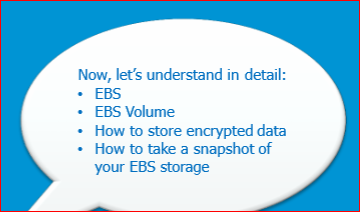 Now, let's understand in detail:
• EBS
• EBS Volume
• How to store encrypted data
• How to take a snapshot of
your EBS storage